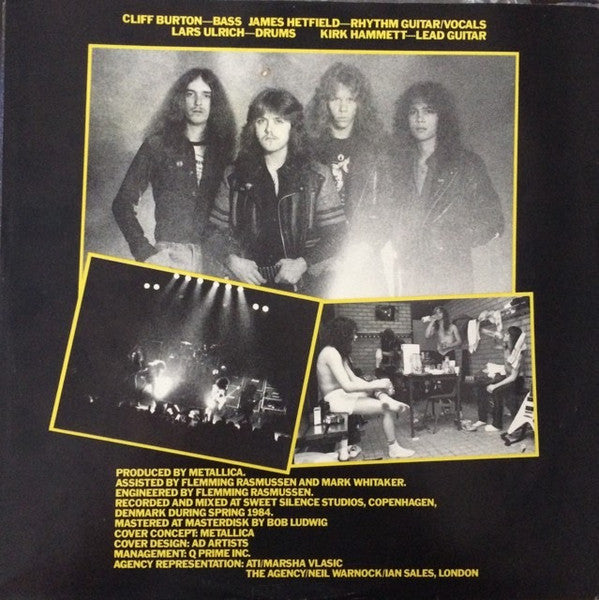 CLIFF BURTON—BASS JAMES HETFIELD—RHYTHM GUITAR/VOCALS
LARS ULRICH—DRUMS KIRK HAMMETT—LEAD GUITAR
PRODUCED BY METALLICA.
ASSISTED BY FLEMMING RASMUSSEN AND MARK WHITAKER.
ENGINEERED BY FLEMMING RASMUSSEN.
RECORDED AND MIXED AT SWEET SILENCE STUDIOS, COPENHAGEN,
DENMARK DURING SPRING 1984.
MASTERED AT MASTERDISK BY BOB LUDWIG
COVER CONCEPT: METALLICA
COVER DESIGN: AD ARTISTS
MANAGEMENT: Q PRIME INC.
AGENCY REPRESENTATION: ATI/MARSHA VLASIC
THE AGENCY/NEIL WARNOCK/IAN SALES, LONDON